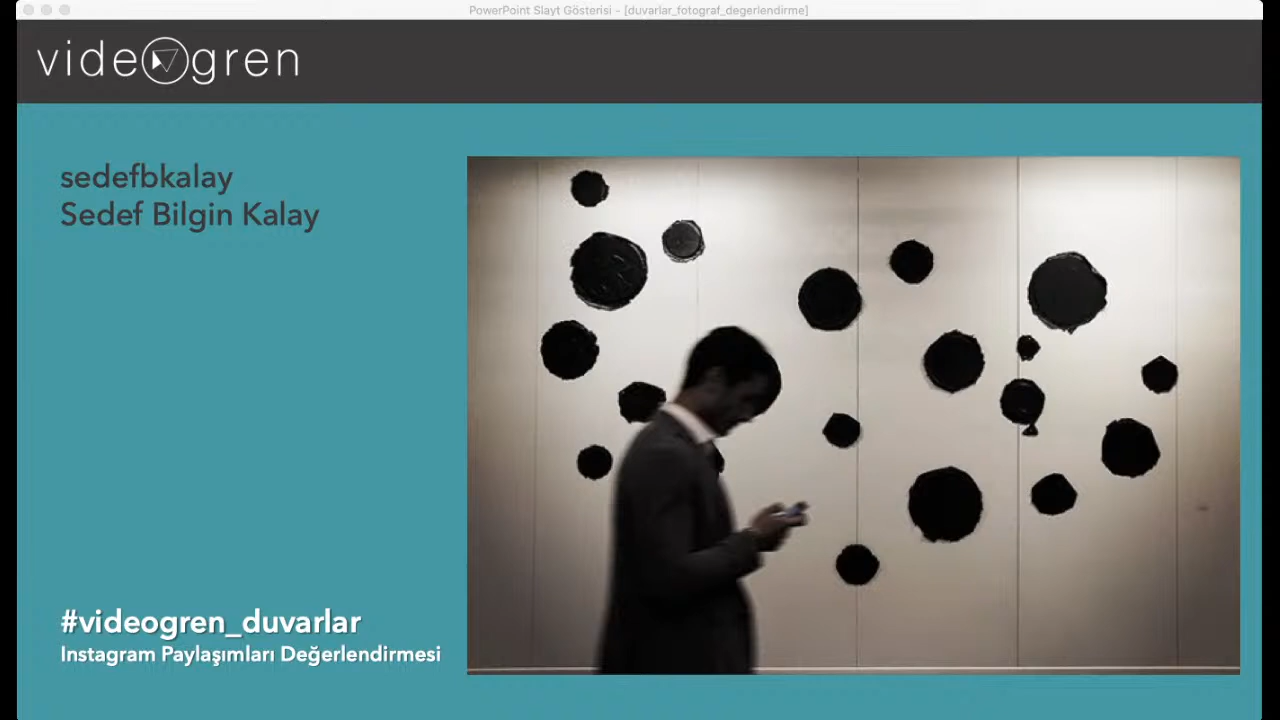 PowerPoint Slayt Gösterisi - [duvarlar_fotograf_degerlendirme]
videogren
sedefbkalay
Sedef Bilgin Kalay
#videogren_duvarlar
Instagram Paylaşımları Değerlendirmesi